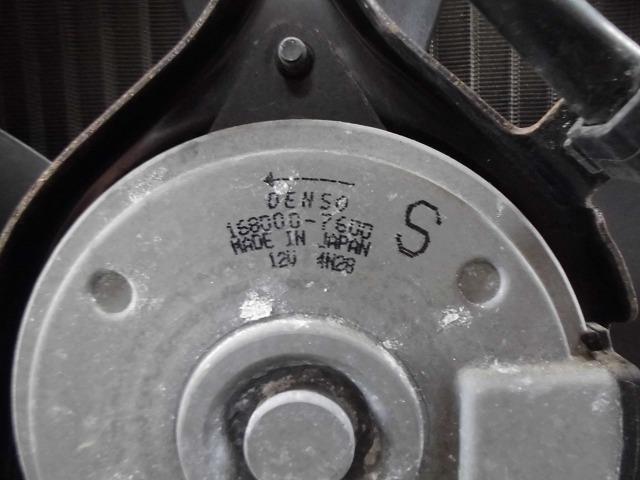 DENSO
168000-7600
MADE IN JAPAN
12V 4N28
S